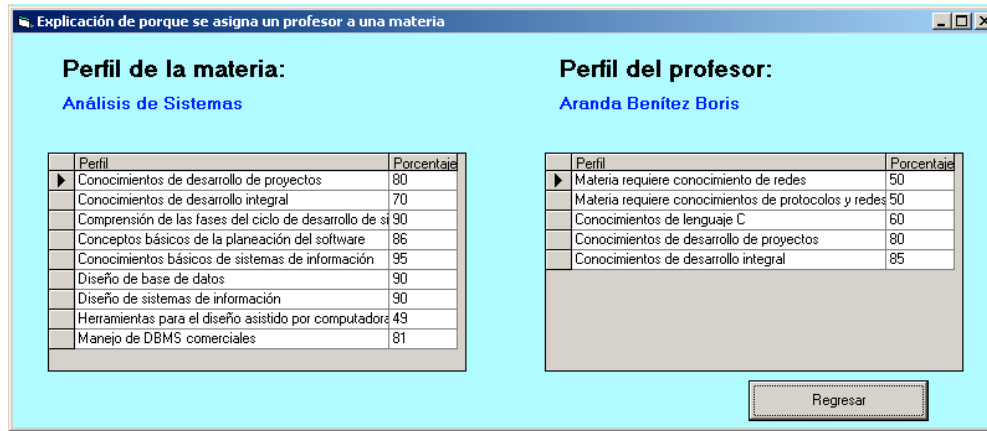 Explicación de porque se asigna un profesor a una materia
Perfil de la materia:
Análisis de Sistemas
Perfil Porcentaje
Conocimientos de desarrollo de proyectos 80
Conocimientos de desarrollo integral 70
Comprensión de las fases del ciclo de desarrollo de si 90
Conceptos básicos de la planeación del software 86
Conocimientos básicos de sistemas de información 95
Diseño de base de datos 90
Diseño de sistemas de información 90
Herramientas para el diseño asistido por computadora 49
Manejo de DBMS comerciales 81
Perfil del profesor:
Aranda Benítez Boris
Perfil Porcentaje
Materia requiere conocimiento de redes 50
Materia requiere conocimientos de protocolos y redes 50
Conocimientos de lenguaje C 60
Conocimientos de desarrollo de proyectos 80
Conocimientos de desarrollo integral 85
Regresar